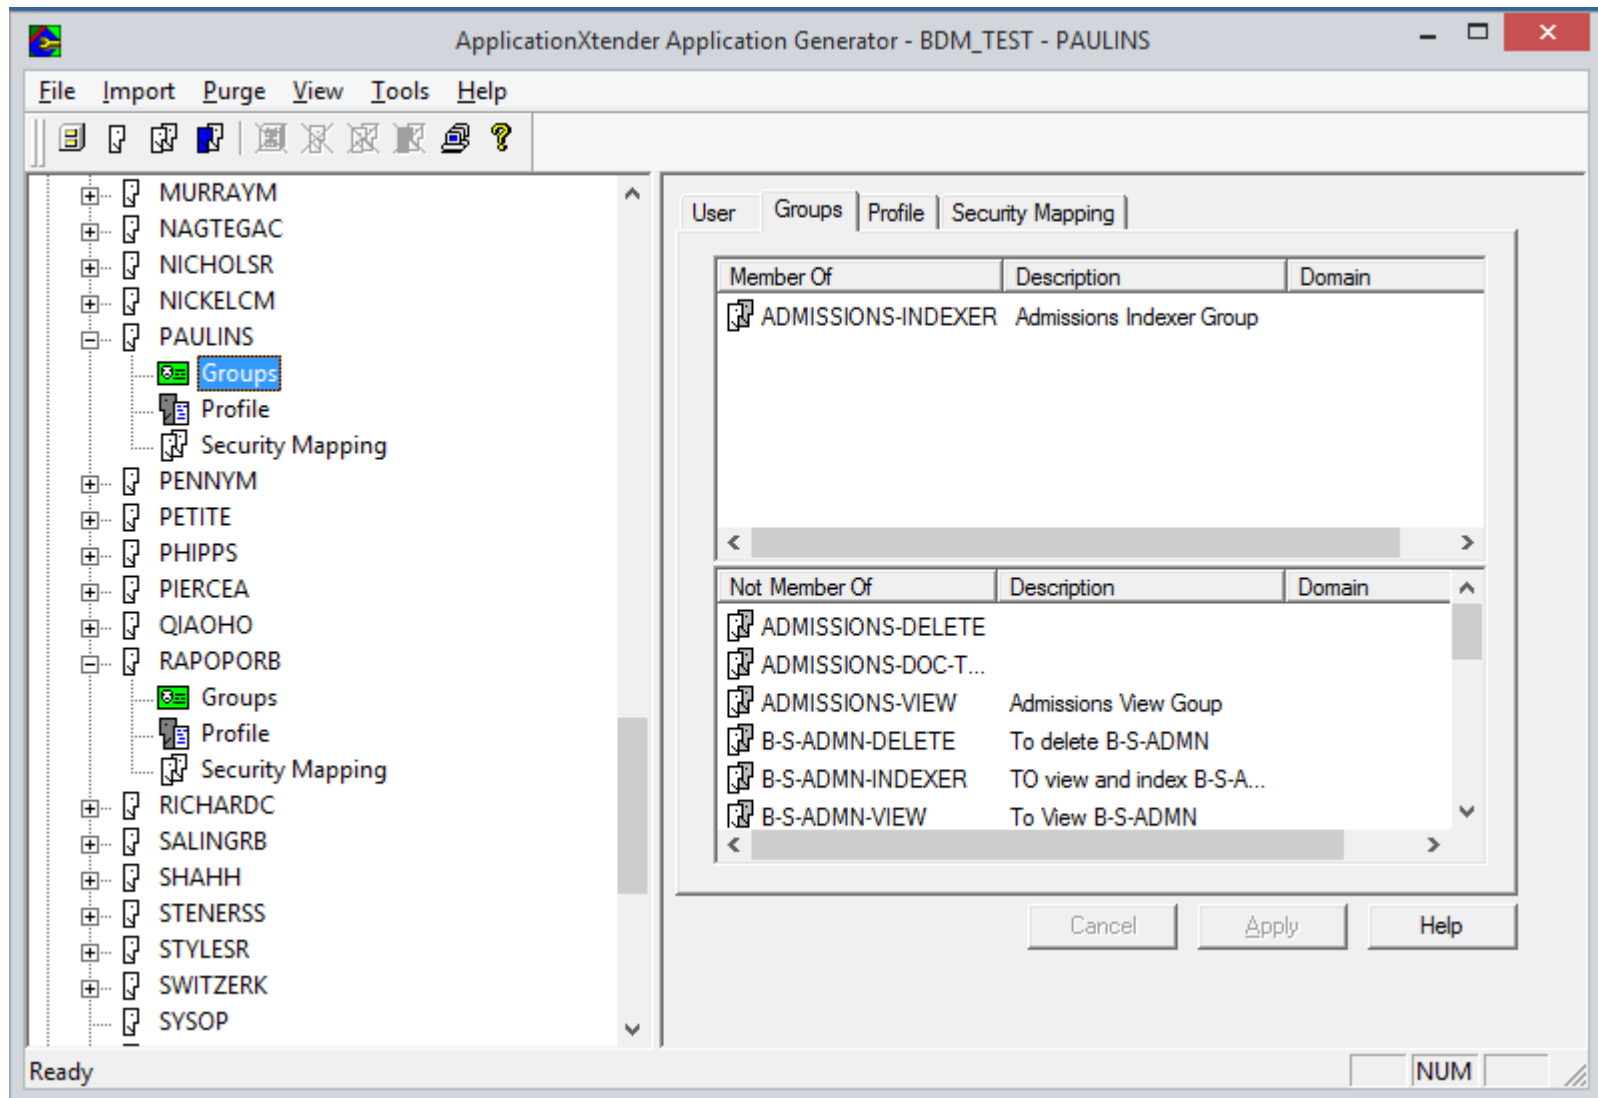 ApplicationXtender Application Generator - BDM_TEST - PAULINS
File Import Purge View Tools Help
MURRAYM
NAGTEGAC
NICHOLSR
NICKELCM
PAULINS
Groups
Profile
Security Mapping
PENNYM
PETITE
PHIPPS
PIERCEA
QIAOHO
RAPOPORB
Groups
Profile
Security Mapping
RICHARDC
SALINGRB
SHAHH
STENERSS
STYLESR
SWITZERK
SYSOP
User Groups Profile Security Mapping
Member Of Description Domain
ADMISSIONS-INDEXER Admissions Indexer Group
Not Member Of Description Domain
ADMISSIONS-DELETE
ADMISSIONS-DOC-T...
ADMISSIONS-VIEW Admissions View Goup
B-S-ADMN-DELETE To delete B-S-ADMN
B-S-ADMN-INDEXER TO view and index B-S-A...
B-S-ADMN-VIEW To View B-S-ADMN
Cancel Apply Help
Ready NUM